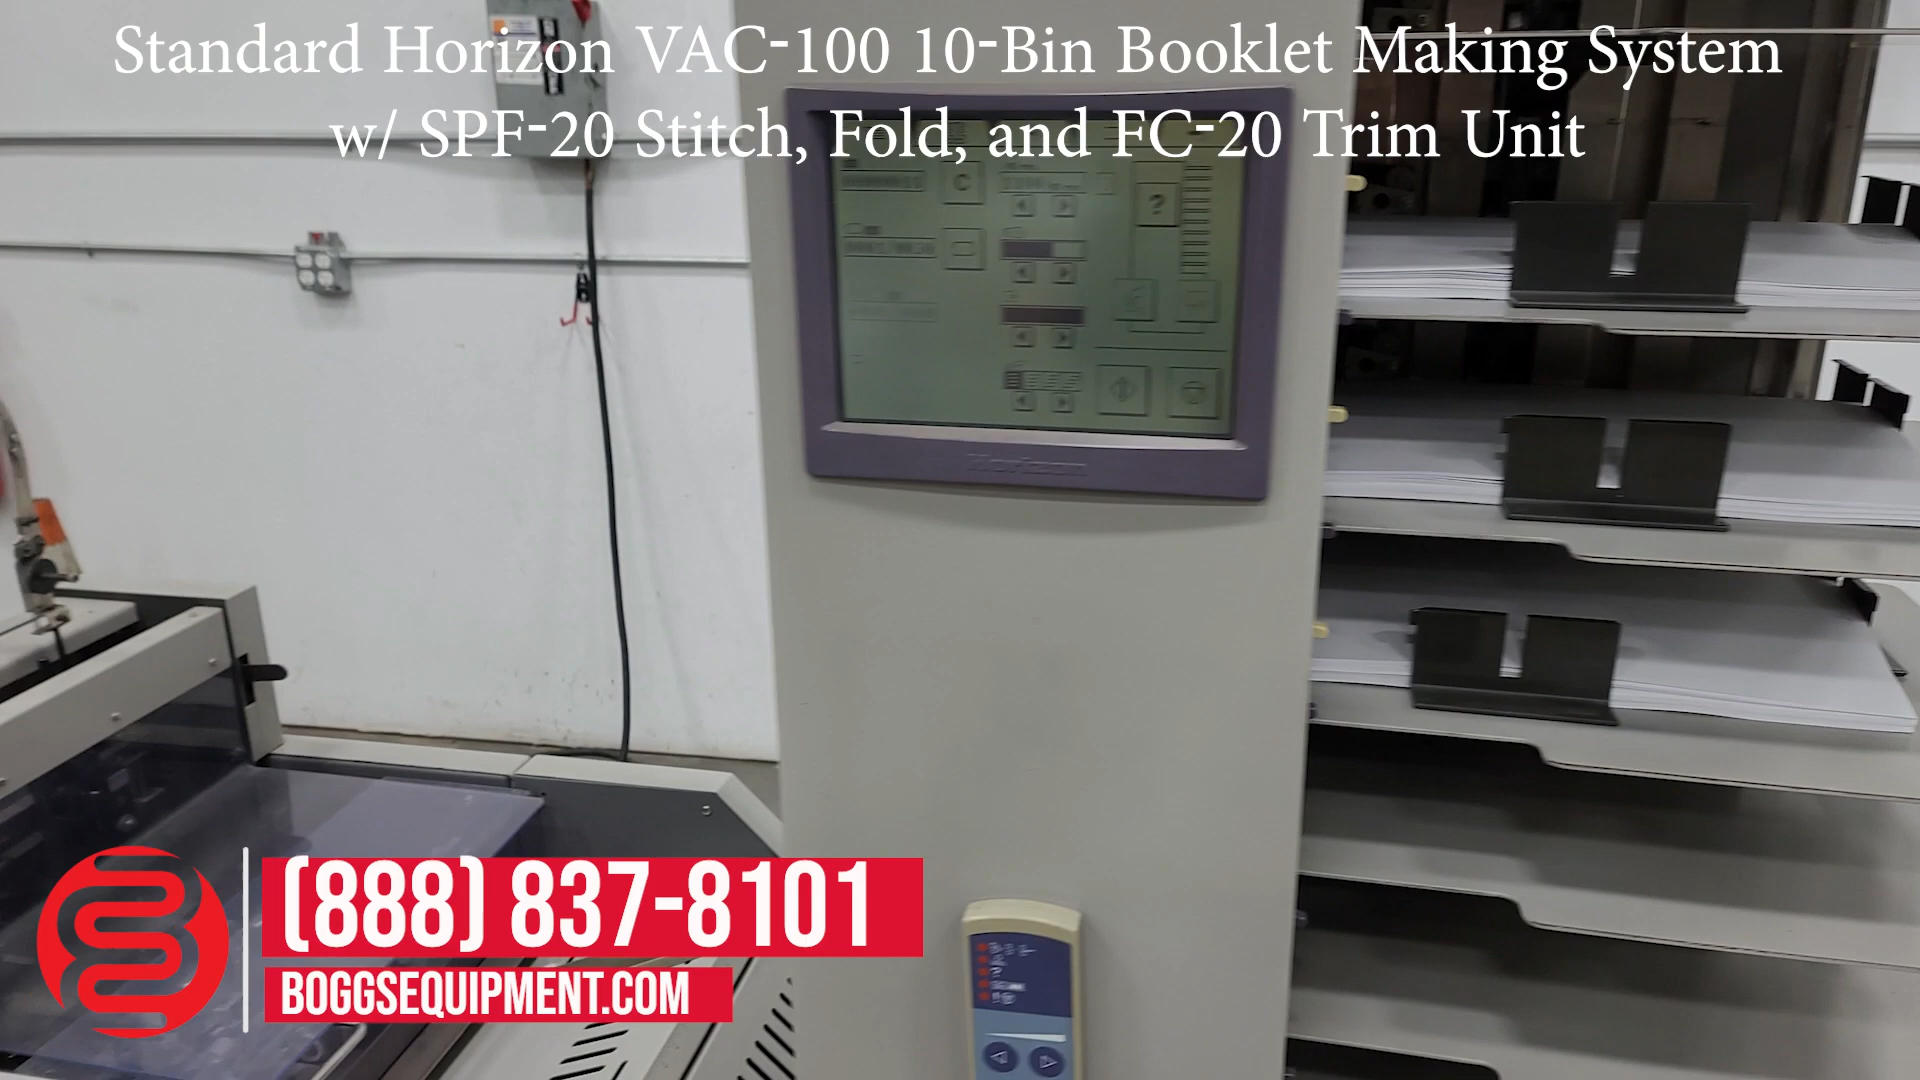 Standard Horizon VAC-100 10-Bin Booklet Making System
w/ SPF-20 Stitch, Fold, and FC-20 Trim Unit
C
?
Horizon
(888) 837-8101
BOGGSEQUIPMENT.COM